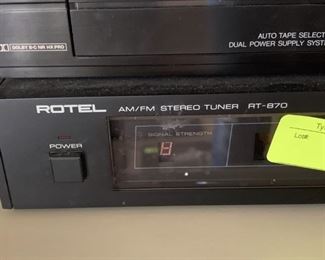 AUTO TAPE SELECT
DOLBY B-C NR HX PRO
DUAL POWER SUPPLY SYSTEM
ROTEL AM/FM STEREO TUNER RT-870
SIGNAL STRENGTH
POWER
8